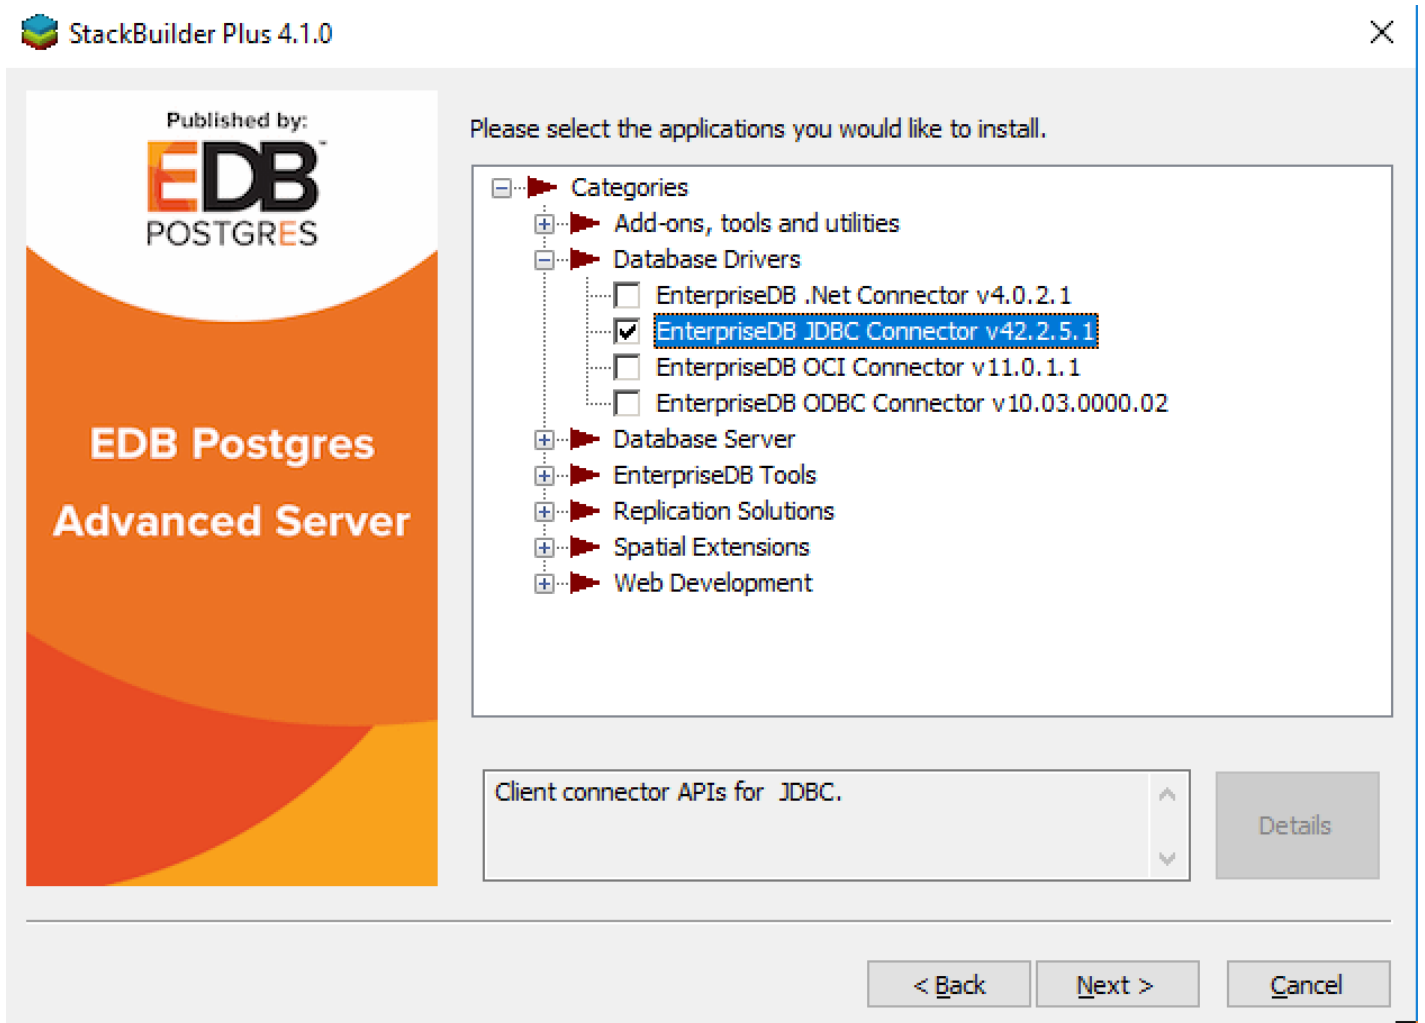 StackBuilder Plus 4.1.0
Published by:
EDB™
POSTGRES
EDB Postgres
Advanced Server
Please select the applications you would like to install.
Categories
Add-ons, tools and utilities
Database Drivers
EnterpriseDB .Net Connector v4.0.2.1
EnterpriseDB JDBC Connector v42.2.5.1
EnterpriseDB OCI Connector v11.0.1.1
EnterpriseDB ODBC Connector v10.03.0000.02
Database Server
EnterpriseDB Tools
Replication Solutions
Spatial Extensions
Web Development
Client connector APIs for  JDBC.
Details
< Back
Next >
Cancel